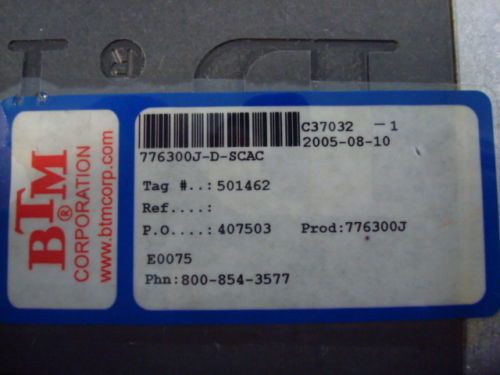 BTM
®
CORPORATION
www.btmcorp.com
C37032 -1
2005-08-10
776300J-D-SCAC
Tag #..: 501462
Ref....:
P.O....: 407503 Prod:776300J
E0075
Phn:800-854-3577
®